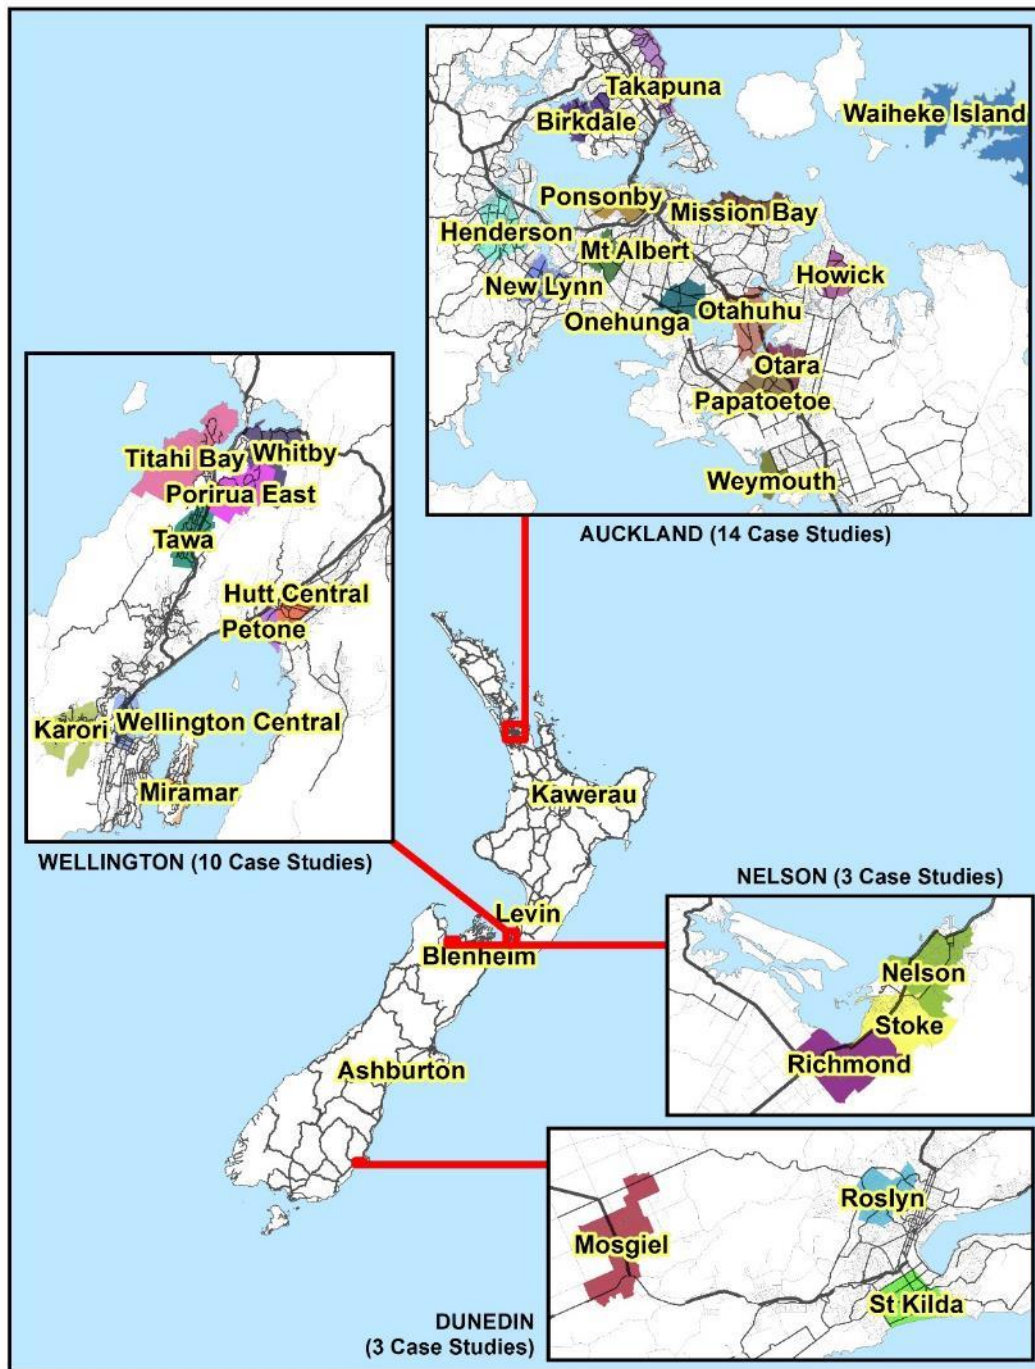 Takapuna
Birkdale
Waiheke Island
Ponsonby
Mission Bay
Henderson
Mt Albert
Howick
New Lynn
Onehunga
Otahuhu
Otara
Papatoetoe
Weymouth
AUCKLAND (14 Case Studies)
Titahi Bay
Whitby
Porirua East
Tawa
Hutt Central
Petone
Karori
Wellington Central
Miramar
WELLINGTON (10 Case Studies)
Kawerau
Levin
Blenheim
Ashburton
NELSON (3 Case Studies)
Nelson
Stoke
Richmond
Roslyn
Mosgiel
St Kilda
DUNEDIN
(3 Case Studies)